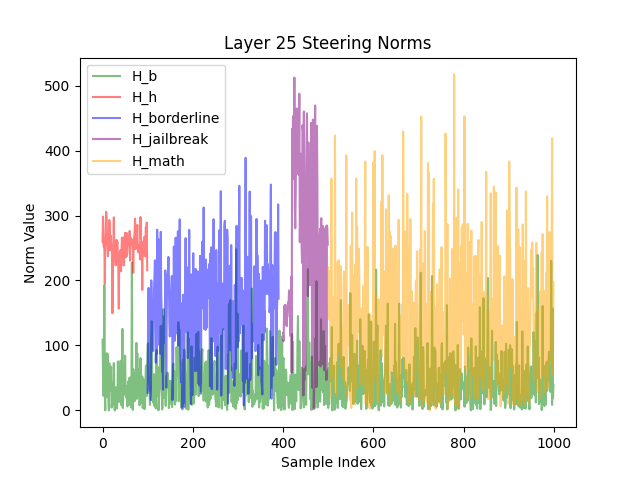 Layer 25 Steering Norms
H_b
H_h
H_borderline
H_jailbreak
H_math
Norm Value
500
400
300
200
100
0
0 200 400 600 800 1000
Sample Index